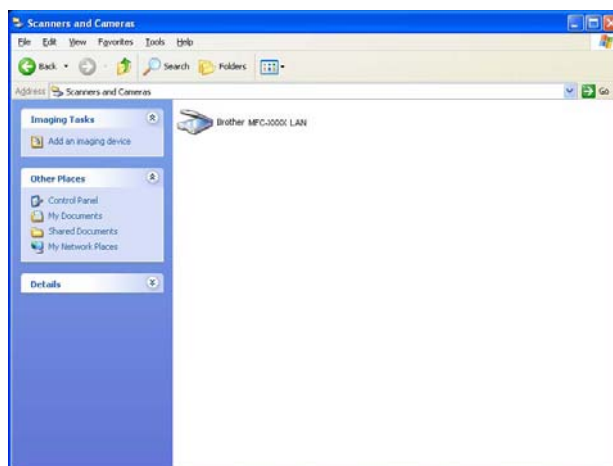 Scanners and Cameras
File Edit View Favorites Tools Help
Back Search Folders
Address Scanners and Cameras Go
Imaging Tasks
Add an imaging device
Other Places
Control Panel
My Documents
Shared Documents
My Network Places
Details
Brother MFC-XXXX LAN